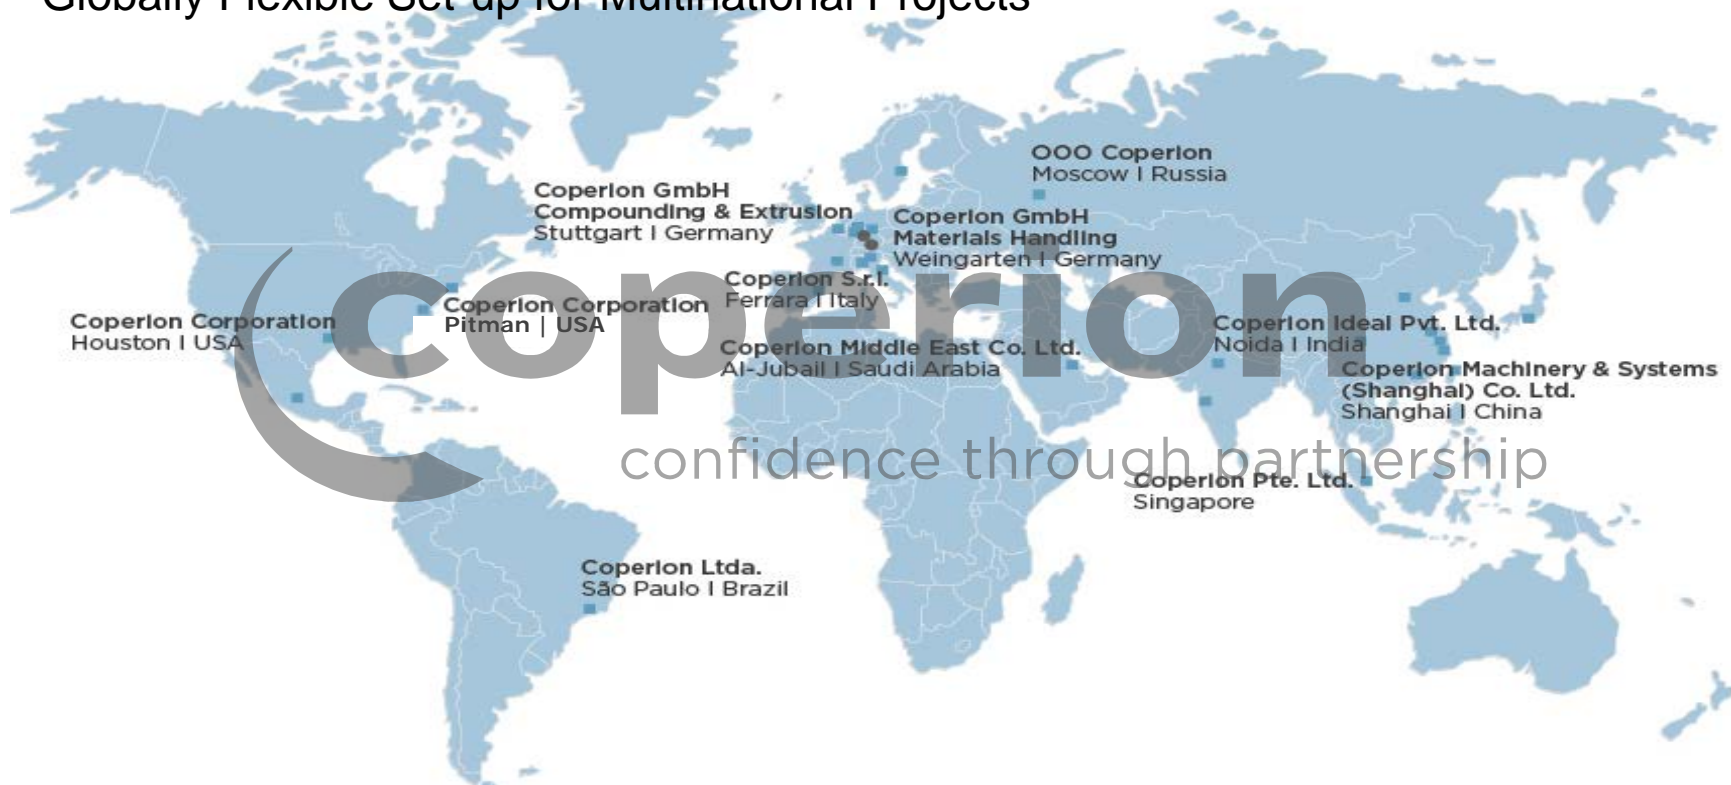 Globally Flexible Set-up for Multinational Projects
OOO Coperion
Moscow I Russia
Coperion GmbH
Compounding & Extrusion
Stuttgart I Germany
Coperion GmbH
Materials Handling
Weingarten I Germany
Coperion S.r.l.
Ferrara I Italy
Coperion Corporation
Pitman | USA
Coperion Corporation
Houston I USA
Coperion Ideal Pvt. Ltd.
Noida I India
Coperion Middle East Co. Ltd.
Al-Jubail I Saudi Arabia
Coperion Machinery & Systems
(Shanghai) Co. Ltd.
Shanghai I China
coperion
confidence through partnership
Coperion Pte. Ltd.
Singapore
Coperion Ltda.
São Paulo I Brazil